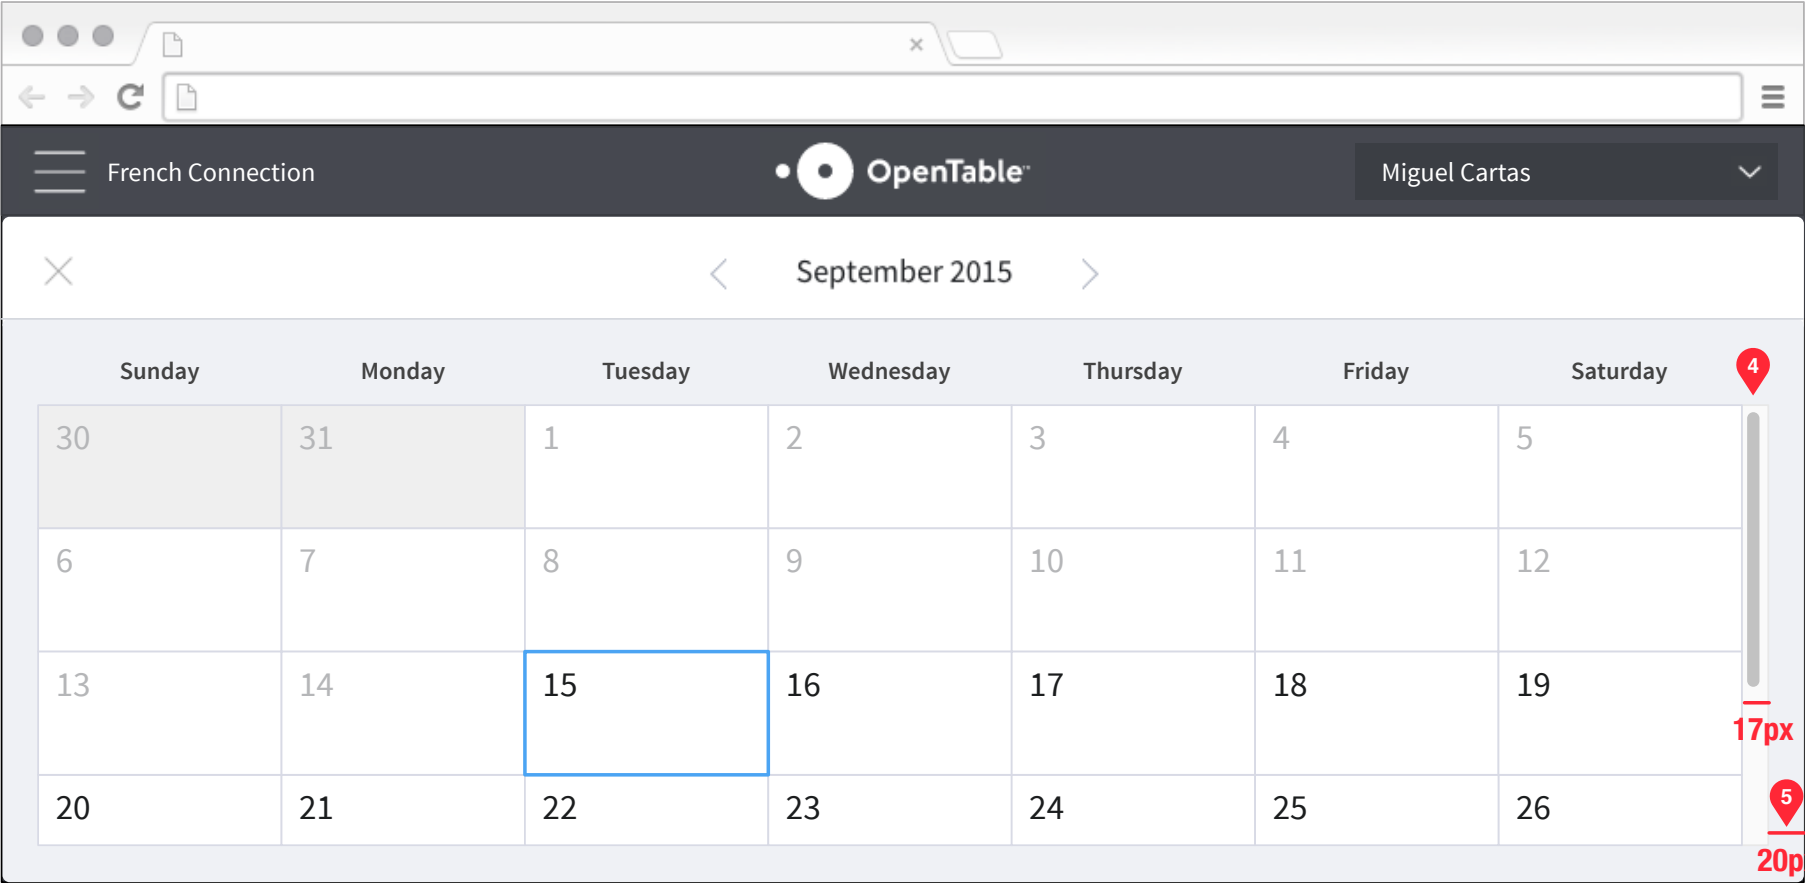 French Connection
OpenTable™
Miguel Cartas
September 2015
Sunday Monday Tuesday Wednesday Thursday Friday Saturday
4
30 31 1 2 3 4 5
6 7 8 9 10 11 12
13 14 15 16 17 18 19
17px
5
20 21 22 23 24 25 26
20p